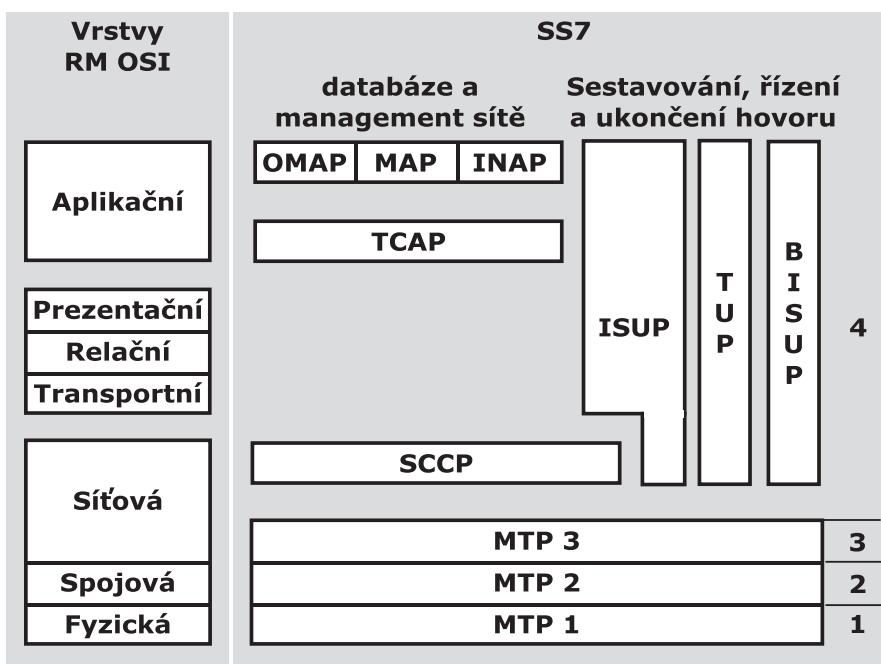 Vrstvy
RM OSI
SS7
databáze a
management sítě
Sestavování, řízení
a ukončení hovoru
Aplikační
Prezentační
Relační
Transportní
Síťová
Spojová
Fyzická
OMAP MAP INAP
TCAP
ISUP
T
U
P
B
I
S
U
P
SCCP
4
MTP 3 3
MTP 2 2
MTP 1 1